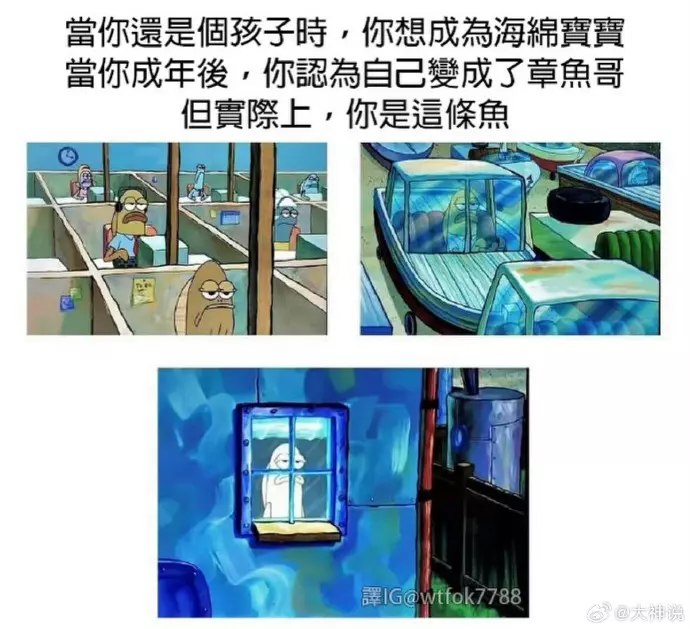 當你還是個孩子時，你想成為海綿寶寶
當你成年後，你認為自己變成了章魚哥
但實際上，你是這條魚
譯IG@wtfok7788
@大神说